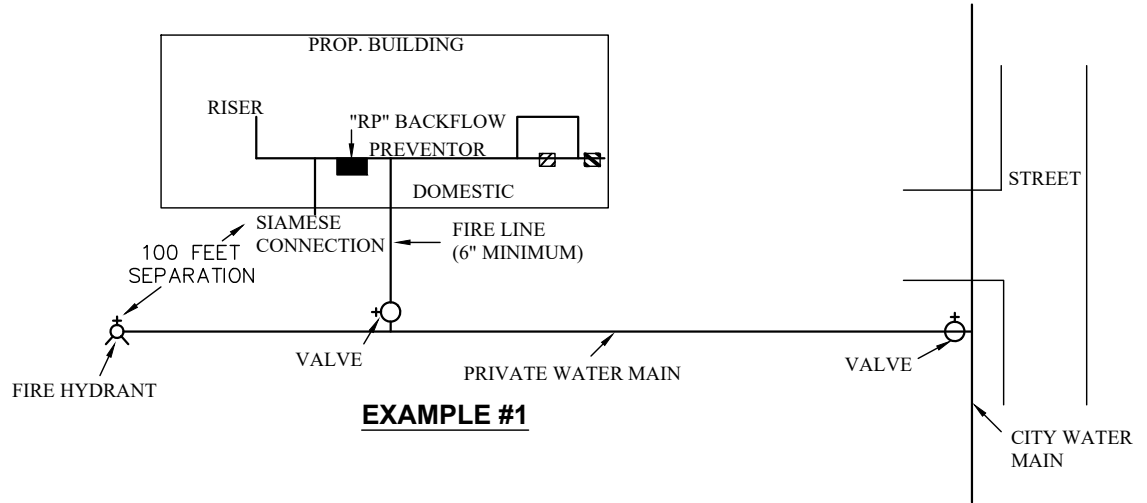 PROP. BUILDING
RISER
"RP" BACKFLOW
PREVENTOR
DOMESTIC
STREET
SIAMESE
CONNECTION
FIRE LINE
(6" MINIMUM)
100 FEET
SEPARATION
VALVE
PRIVATE WATER MAIN
VALVE
FIRE HYDRANT
EXAMPLE #1
CITY WATER
MAIN